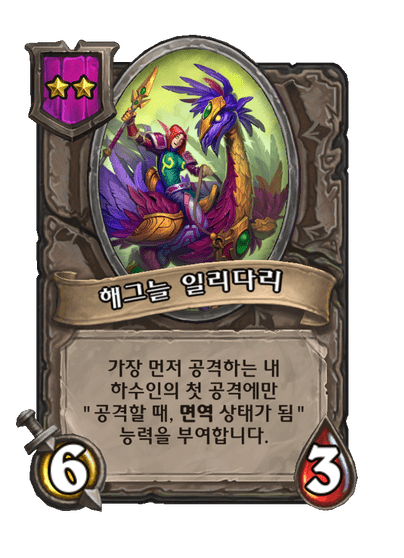 해그늘 일리다리
가장 먼저 공격하는 내
하수인의 첫 공격에만
"공격할 때, 면역 상태가 됨"
능력을 부여합니다.
6
3